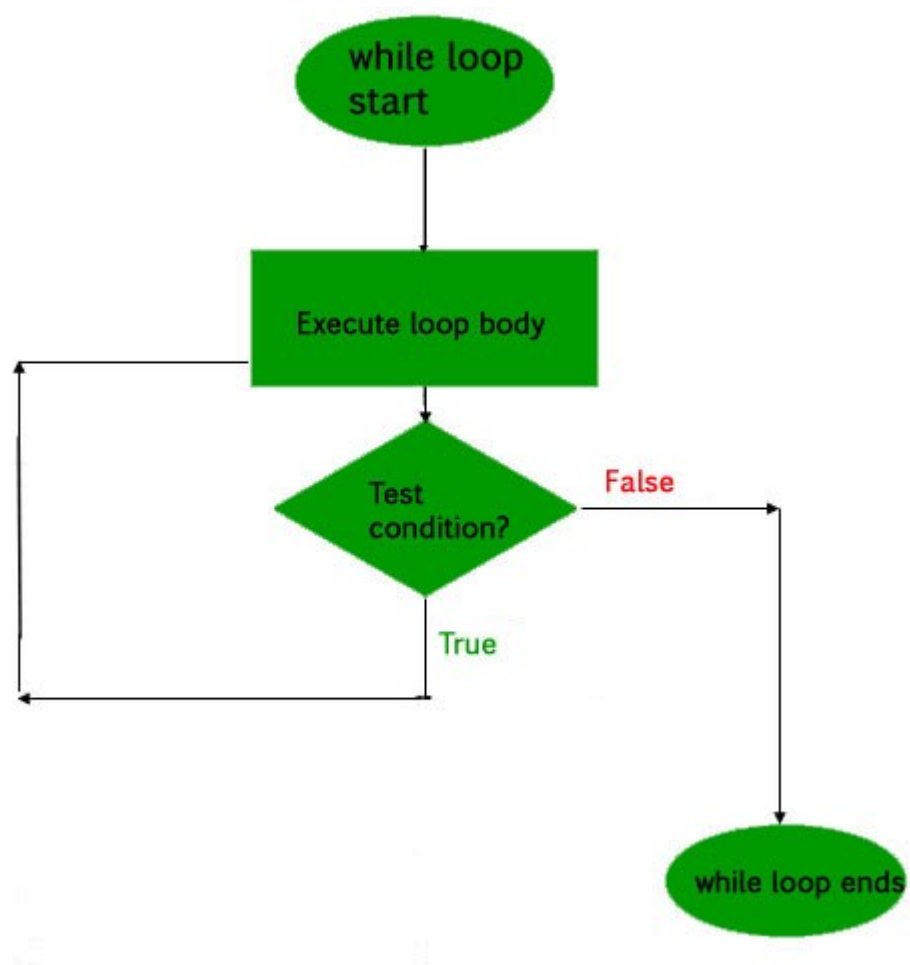 while loop
start
Execute loop body
Test
condition?
False
True
while loop ends